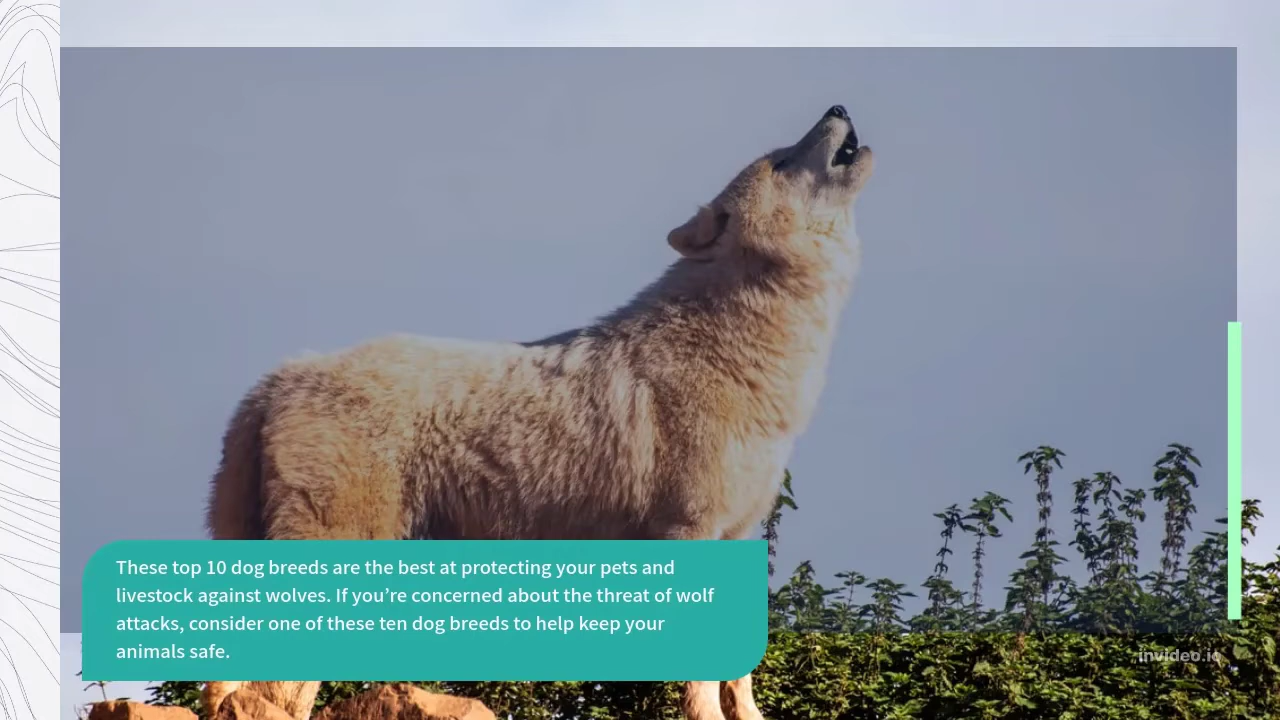 These top 10 dog breeds are the best at protecting your pets and
livestock against wolves. If you’re concerned about the threat of wolf
attacks, consider one of these ten dog breeds to help keep your
animals safe.
invideo.io